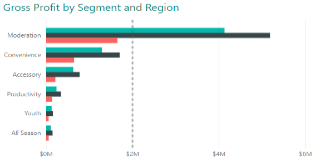 Gross Profit by Segment and Region
Moderation
Convenience
Accessory
Productivity
Youth
All Season
$0M $2M $4M $6M